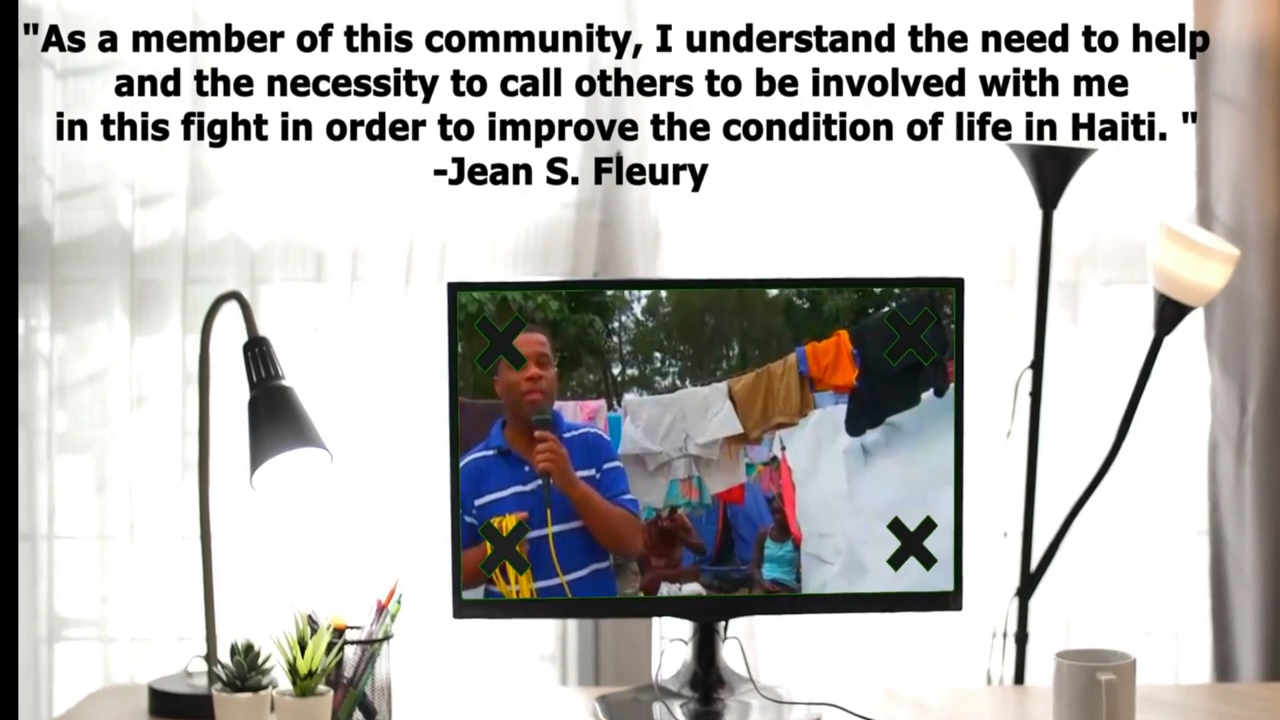 "As a member of this community, I understand the need to help
and the necessity to call others to be involved with me
in this fight in order to improve the condition of life in Haiti. "
-Jean S. Fleury